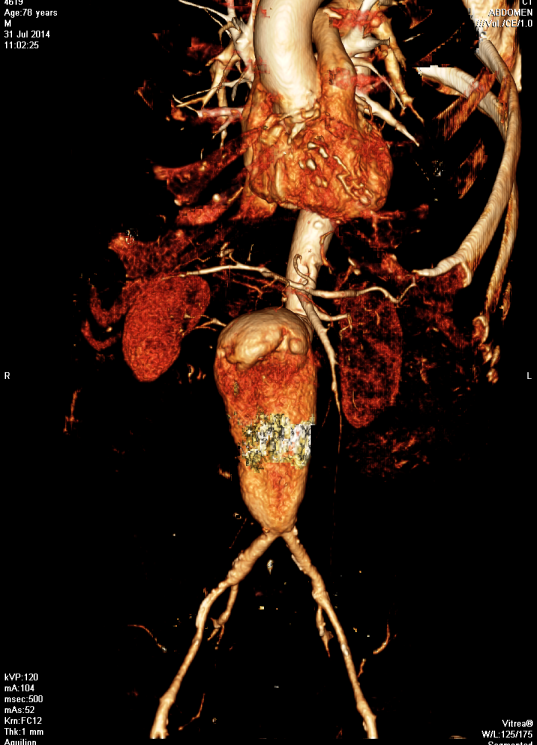 4619
Age:78 years
M
31 Jul 2014
11:02:25
CT
ABDOMEN
R
L
kVP:120
mA:104
msec:500
mAs:52
Krn:FC12
Thk:1 mm
Aquilion
Vitrea®
W/L:125/175
Segmented